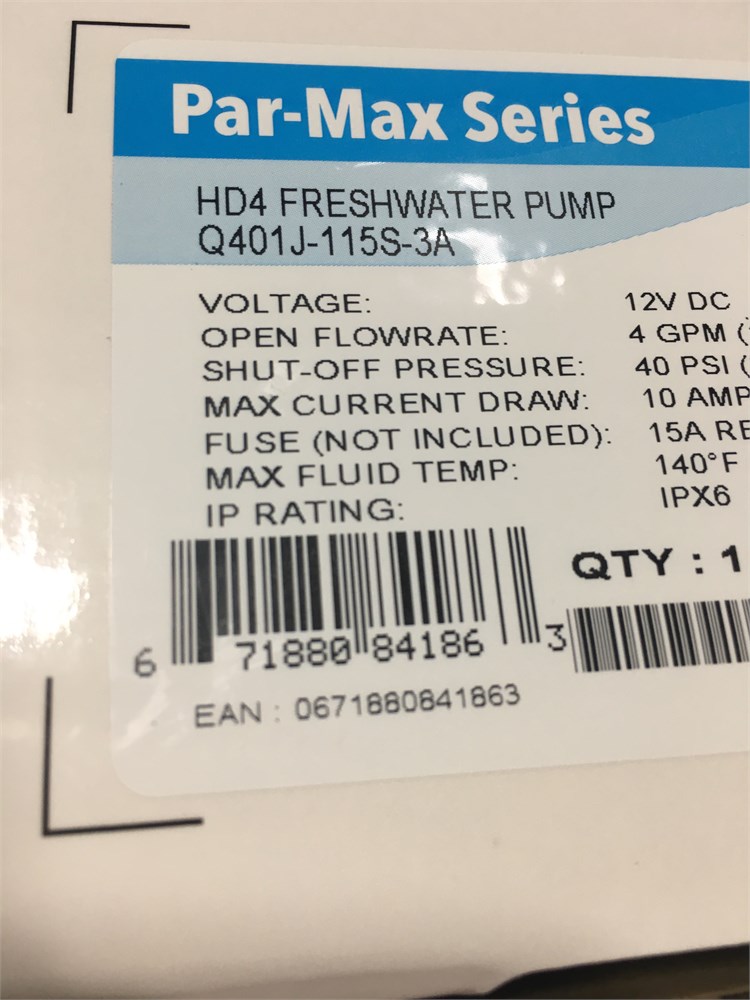 Par-Max Series
HD4 FRESHWATER PUMP
Q401J-115S-3A
VOLTAGE: 12V DC
OPEN FLOWRATE: 4 GPM (
SHUT-OFF PRESSURE: 40 PSI (
MAX CURRENT DRAW: 10 AMP
FUSE (NOT INCLUDED): 15A RE
MAX FLUID TEMP: 140°F
IP RATING: IPX6
QTY : 1
6 71880 84186 3
EAN : 0671880841863